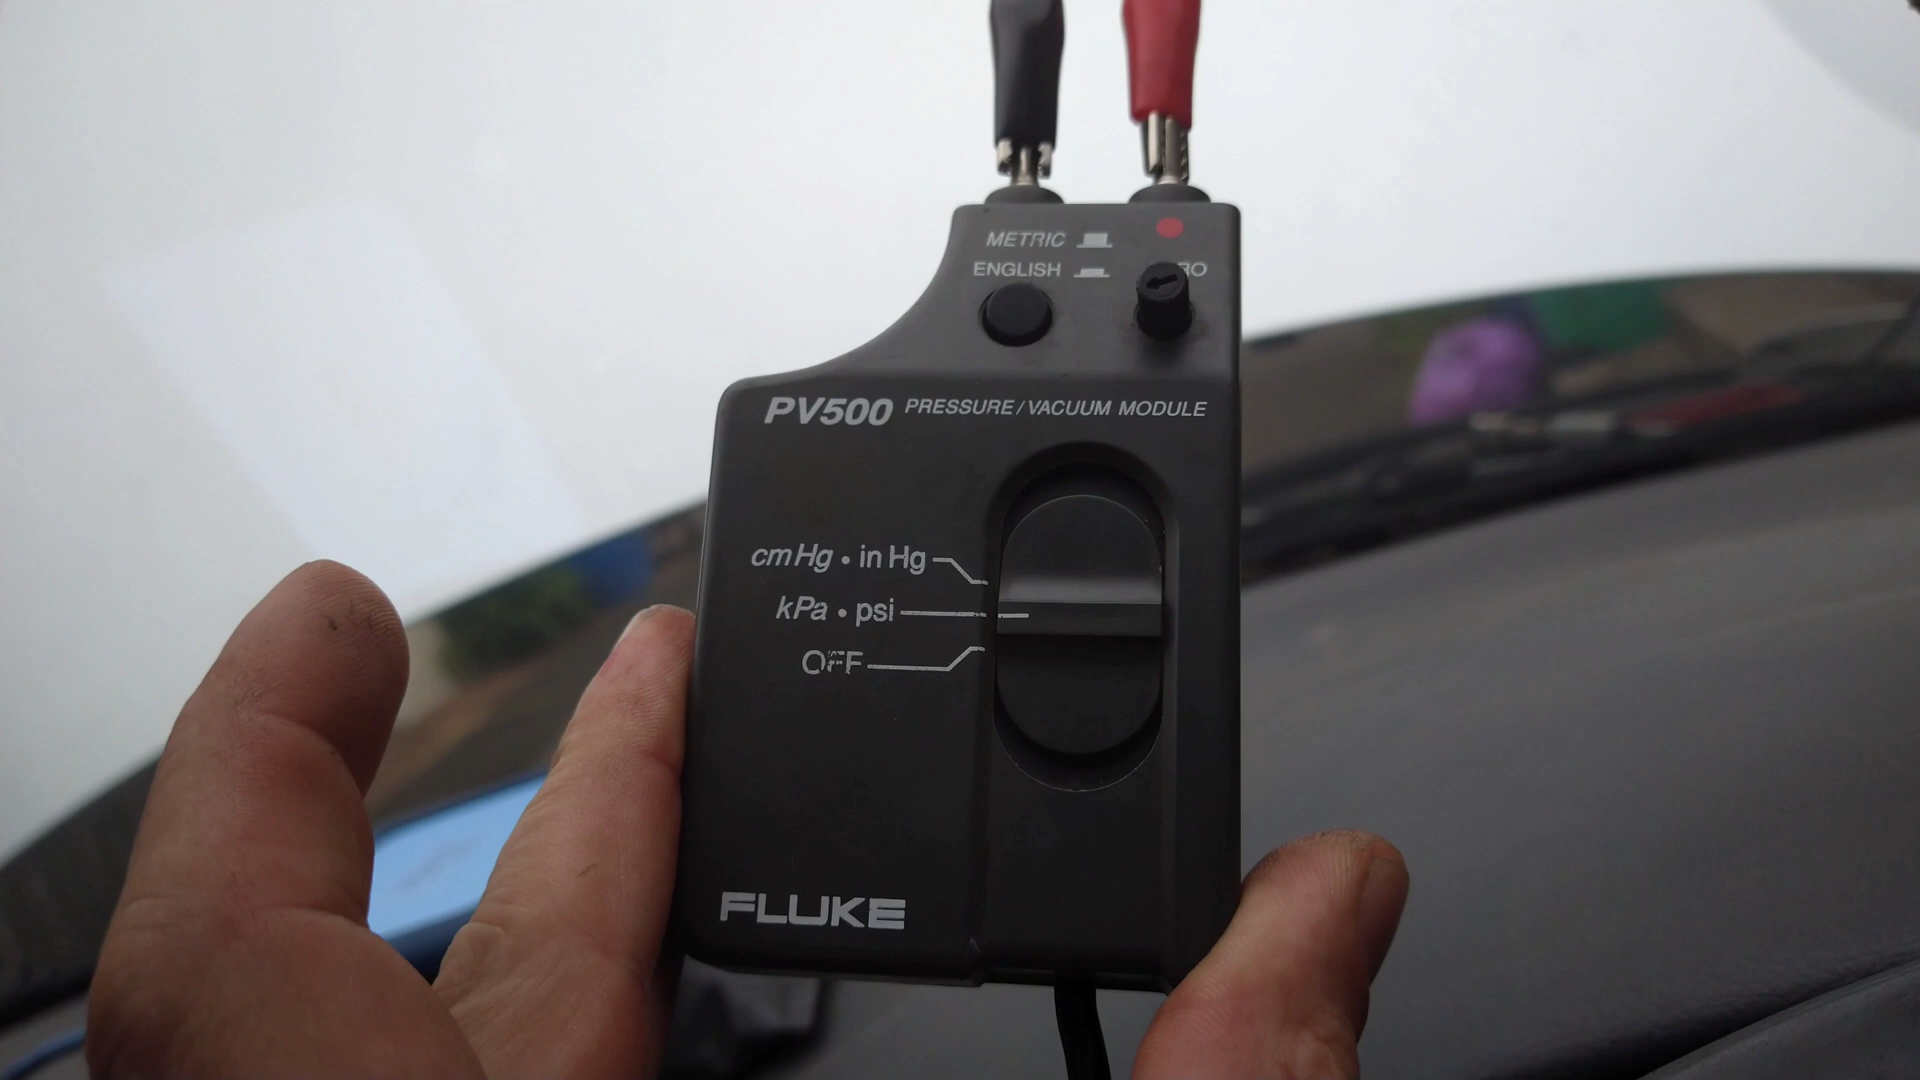 METRIC
ENGLISH
PV500 PRESSURE/VACUUM MODULE
cmHg • in Hg
kPa • psi
OFF
FLUKE